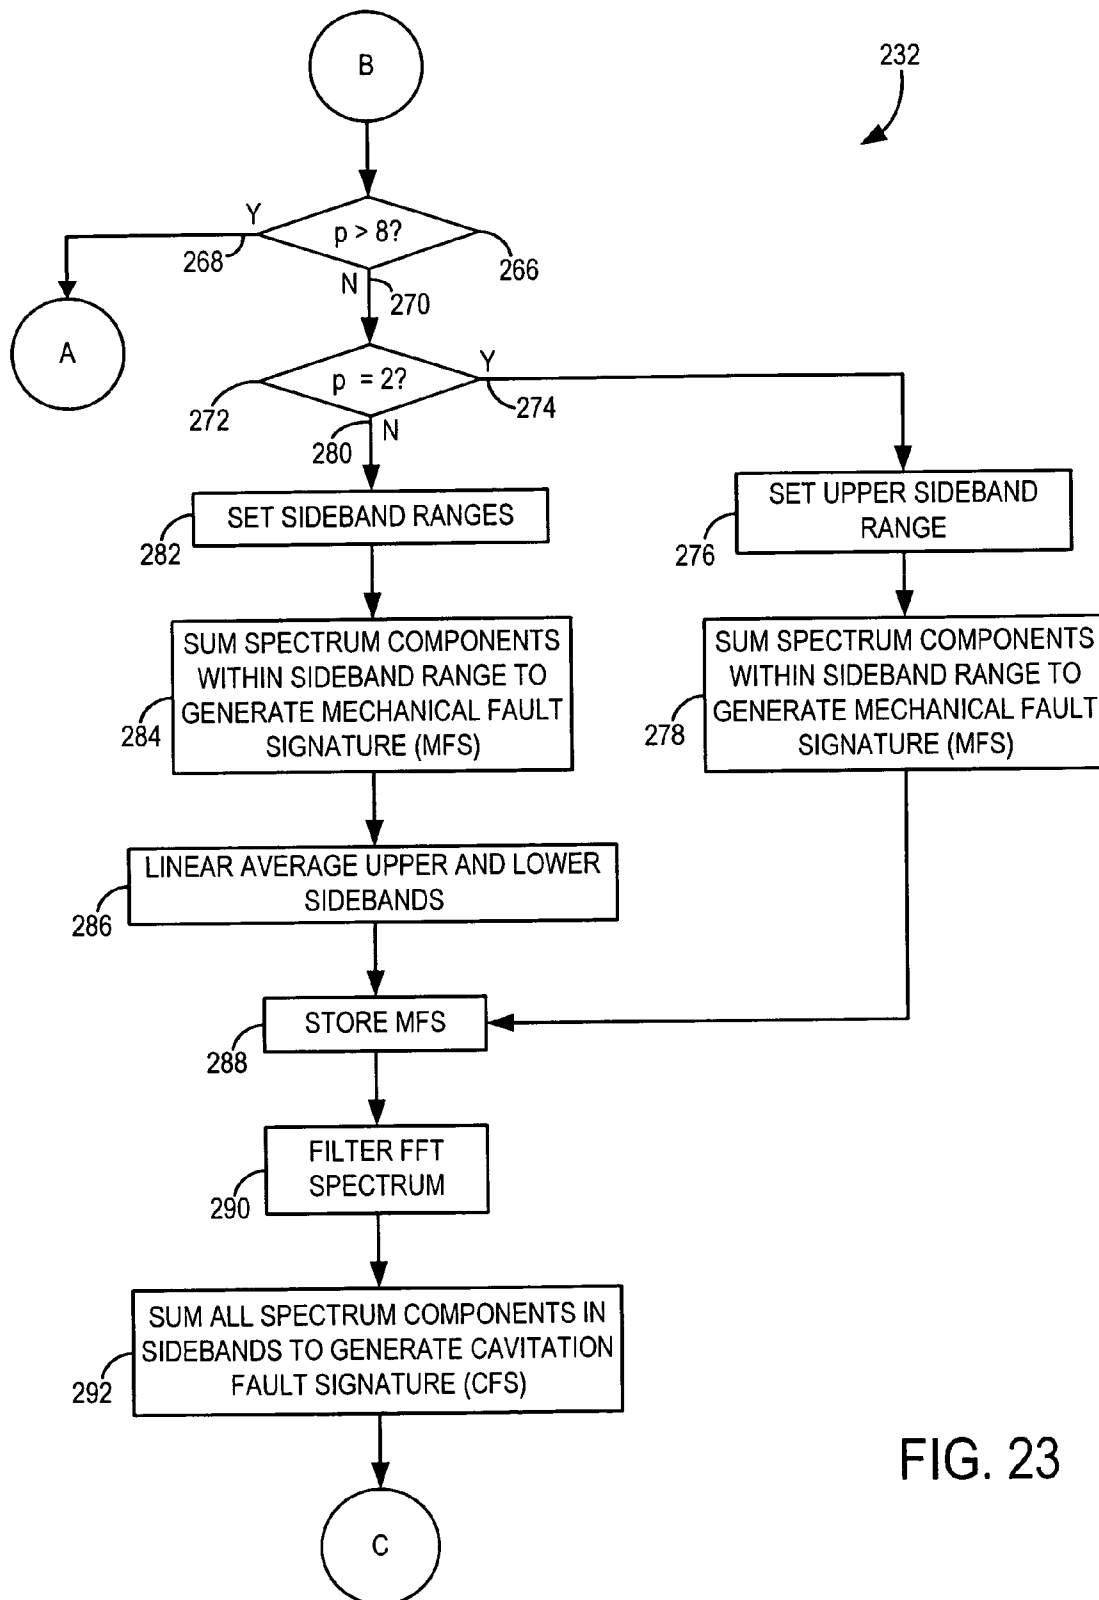 B
232
Y
p > 8?
268
266
N
270
A
Y
p = 2?
272
274
280
N
SET SIDEBAND RANGES
282
SET UPPER SIDEBAND
RANGE
276
SUM SPECTRUM COMPONENTS
WITHIN SIDEBAND RANGE TO
GENERATE MECHANICAL FAULT
SIGNATURE (MFS)
284
SUM SPECTRUM COMPONENTS
WITHIN SIDEBAND RANGE TO
GENERATE MECHANICAL FAULT
SIGNATURE (MFS)
278
LINEAR AVERAGE UPPER AND LOWER
SIDEBANDS
286
STORE MFS
288
FILTER FFT
SPECTRUM
290
SUM ALL SPECTRUM COMPONENTS IN
SIDEBANDS TO GENERATE CAVITATION
FAULT SIGNATURE (CFS)
292
FIG. 23
C